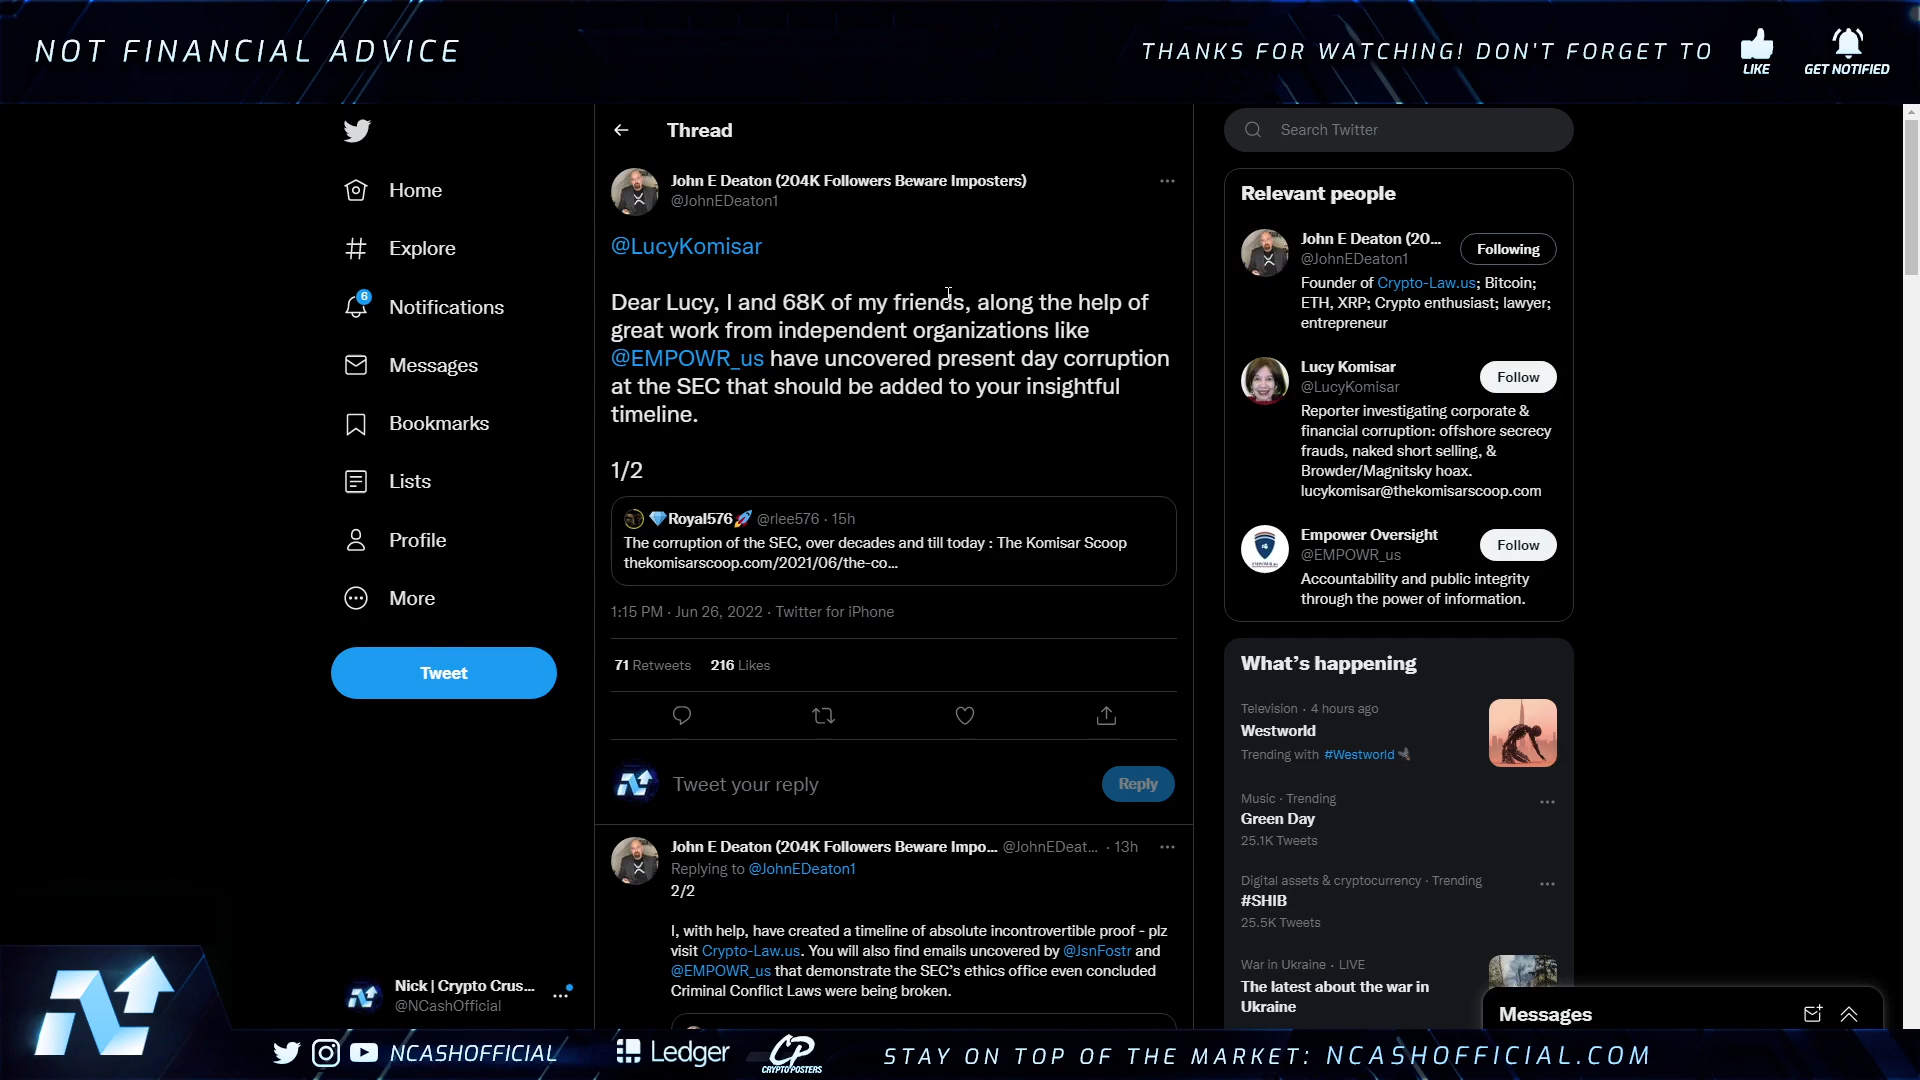 NOT FINANCIAL ADVICE
THANKS FOR WATCHING! DON'T FORGET TO
LIKE
GET NOTIFIED
Home
Explore
6
Notifications
Messages
Bookmarks
Lists
Profile
More
Tweet
Nick | Crypto Crus...
@NCashOfficial
Thread
John E Deaton (204K Followers Beware Imposters)
@JohnEDeaton1
@LucyKomisar
Dear Lucy, I and 68K of my friends, along the help of
great work from independent organizations like
@EMPOWR_us have uncovered present day corruption
at the SEC that should be added to your insightful
timeline.
1/2
💎Royal576🚀 @rlee576 · 15h
The corruption of the SEC, over decades and till today : The Komisar Scoop
thekomisarscoop.com/2021/06/the-co...
1:15 PM · Jun 26, 2022 · Twitter for iPhone
71 Retweets 216 Likes
Tweet your reply
Reply
John E Deaton (204K Followers Beware Impo... @JohnEDeat... · 13h
Replying to @JohnEDeaton1
2/2
I, with help, have created a timeline of absolute incontrovertible proof - plz
visit Crypto-Law.us. You will also find emails uncovered by @JsnFostr and
@EMPOWR_us that demonstrate the SEC's ethics office even concluded
Criminal Conflict Laws were being broken.
Search Twitter
Relevant people
John E Deaton (20...
@JohnEDeaton1
Following
Founder of Crypto-Law.us; Bitcoin;
ETH, XRP; Crypto enthusiast; lawyer;
entrepreneur
Lucy Komisar
@LucyKomisar
Follow
Reporter investigating corporate &
financial corruption: offshore secrecy
frauds, naked short selling, &
Browder/Magnitsky hoax.
lucykomisar@thekomisarscoop.com
Empower Oversight
@EMPOWR_us
Follow
Accountability and public integrity
through the power of information.
What's happening
Television · 4 hours ago
Westworld
Trending with #Westworld
Music · Trending
Green Day
25.1K Tweets
Digital assets & cryptocurrency · Trending
#SHIB
25.5K Tweets
War in Ukraine · LIVE
The latest about the war in
Ukraine
Messages
NCASHOFFICIAL
Ledger
CP
CRYPTOPOSTERS
STAY ON TOP OF THE MARKET: NCASHOFFICIAL.COM